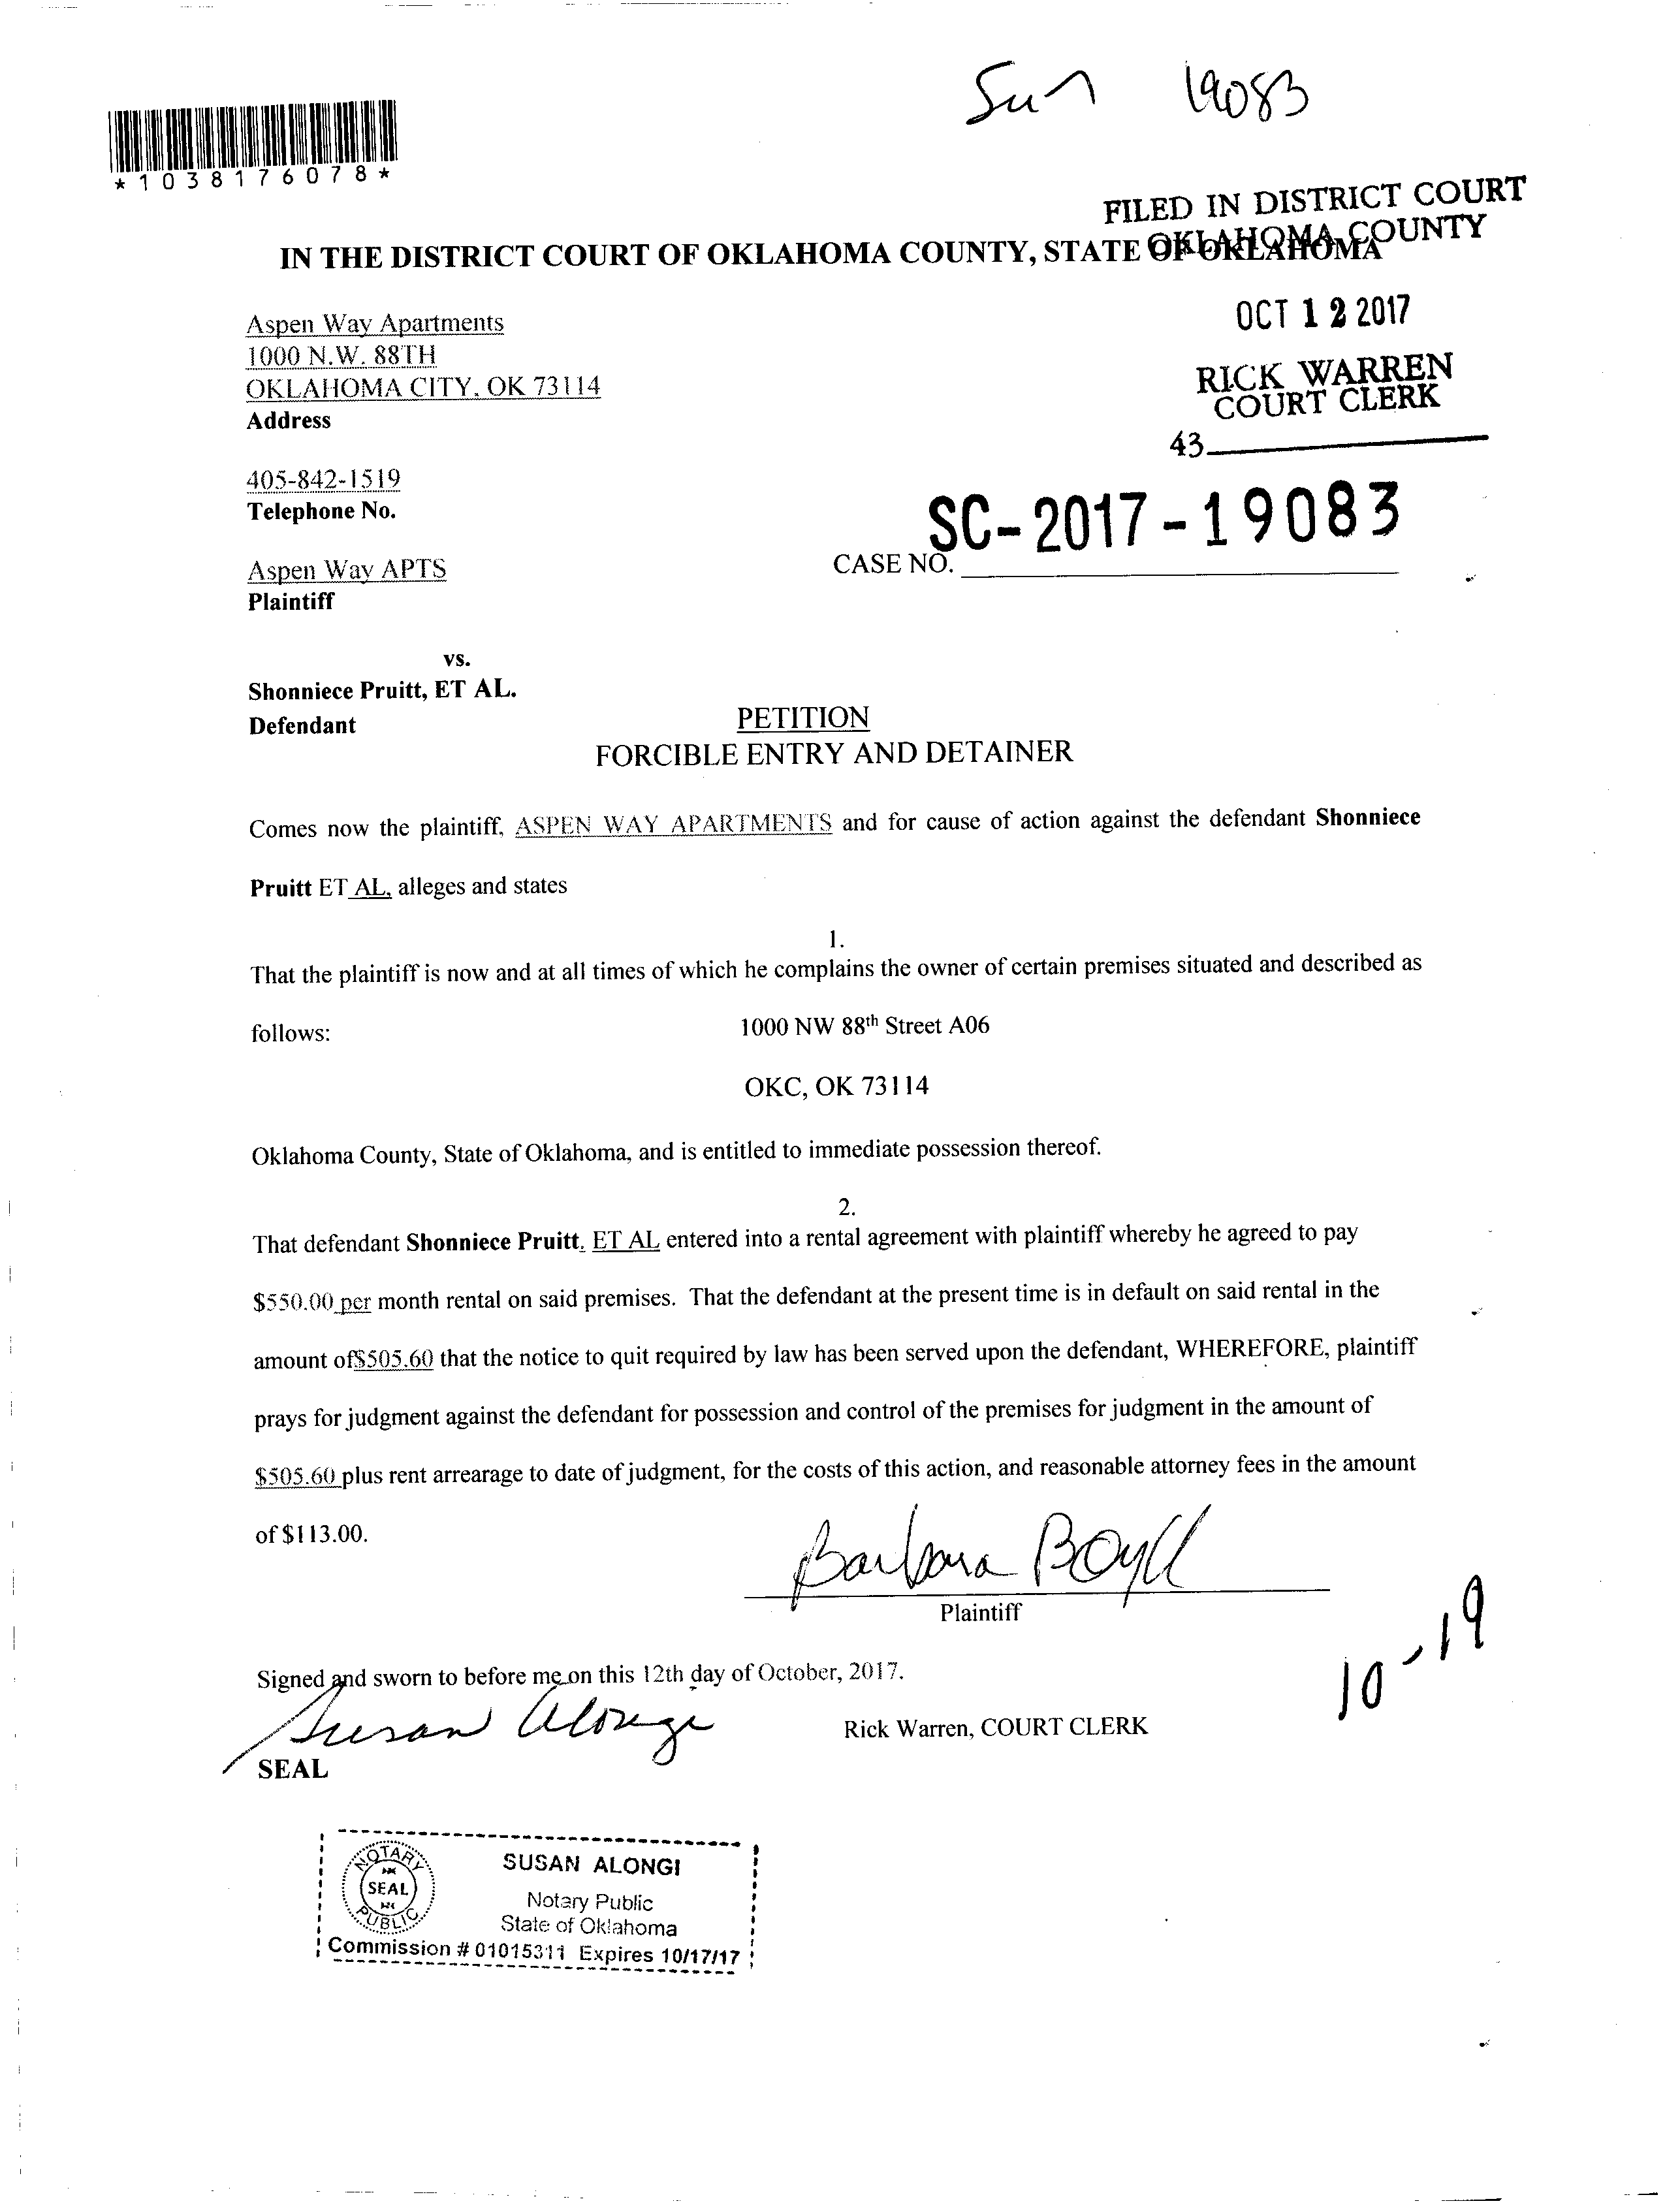 Sun 19083
*1038176078*
FILED IN DISTRICT COURT
OKLAHOMA COUNTY
IN THE DISTRICT COURT OF OKLAHOMA COUNTY, STATE OF OKLAHOMA
OCT 12 2017
Aspen Way Apartments
1000 N.W. 88TH
OKLAHOMA CITY, OK 73114
Address
RICK WARREN
COURT CLERK
43
405-842-1519
Telephone No.
SC-2017-19083
CASE NO.
Aspen Way APTS
Plaintiff
vs.
Shonniece Pruitt, ET AL.
Defendant
PETITION
FORCIBLE ENTRY AND DETAINER
Comes now the plaintiff, ASPEN WAY APARTMENTS and for cause of action against the defendant Shonniece
Pruitt ET AL, alleges and states
1.
That the plaintiff is now and at all times of which he complains the owner of certain premises situated and described as
follows: 1000 NW 88th Street A06
OKC, OK 73114
Oklahoma County, State of Oklahoma, and is entitled to immediate possession thereof.
2.
That defendant Shonniece Pruitt, ET AL entered into a rental agreement with plaintiff whereby he agreed to pay
$550.00 per month rental on said premises. That the defendant at the present time is in default on said rental in the
amount of$505.60 that the notice to quit required by law has been served upon the defendant, WHEREFORE, plaintiff
prays for judgment against the defendant for possession and control of the premises for judgment in the amount of
$505.60 plus rent arrearage to date of judgment, for the costs of this action, and reasonable attorney fees in the amount
of $113.00.
Barbara Boyll
Plaintiff
10-19
Signed and sworn to before me on this 12th day of October, 2017.
Susan Alongi
Rick Warren, COURT CLERK
SEAL
NOTARY
SEAL
PUBLIC
SUSAN ALONGI
Notary Public
State of Oklahoma
Commission # 01015311 Expires 10/17/17